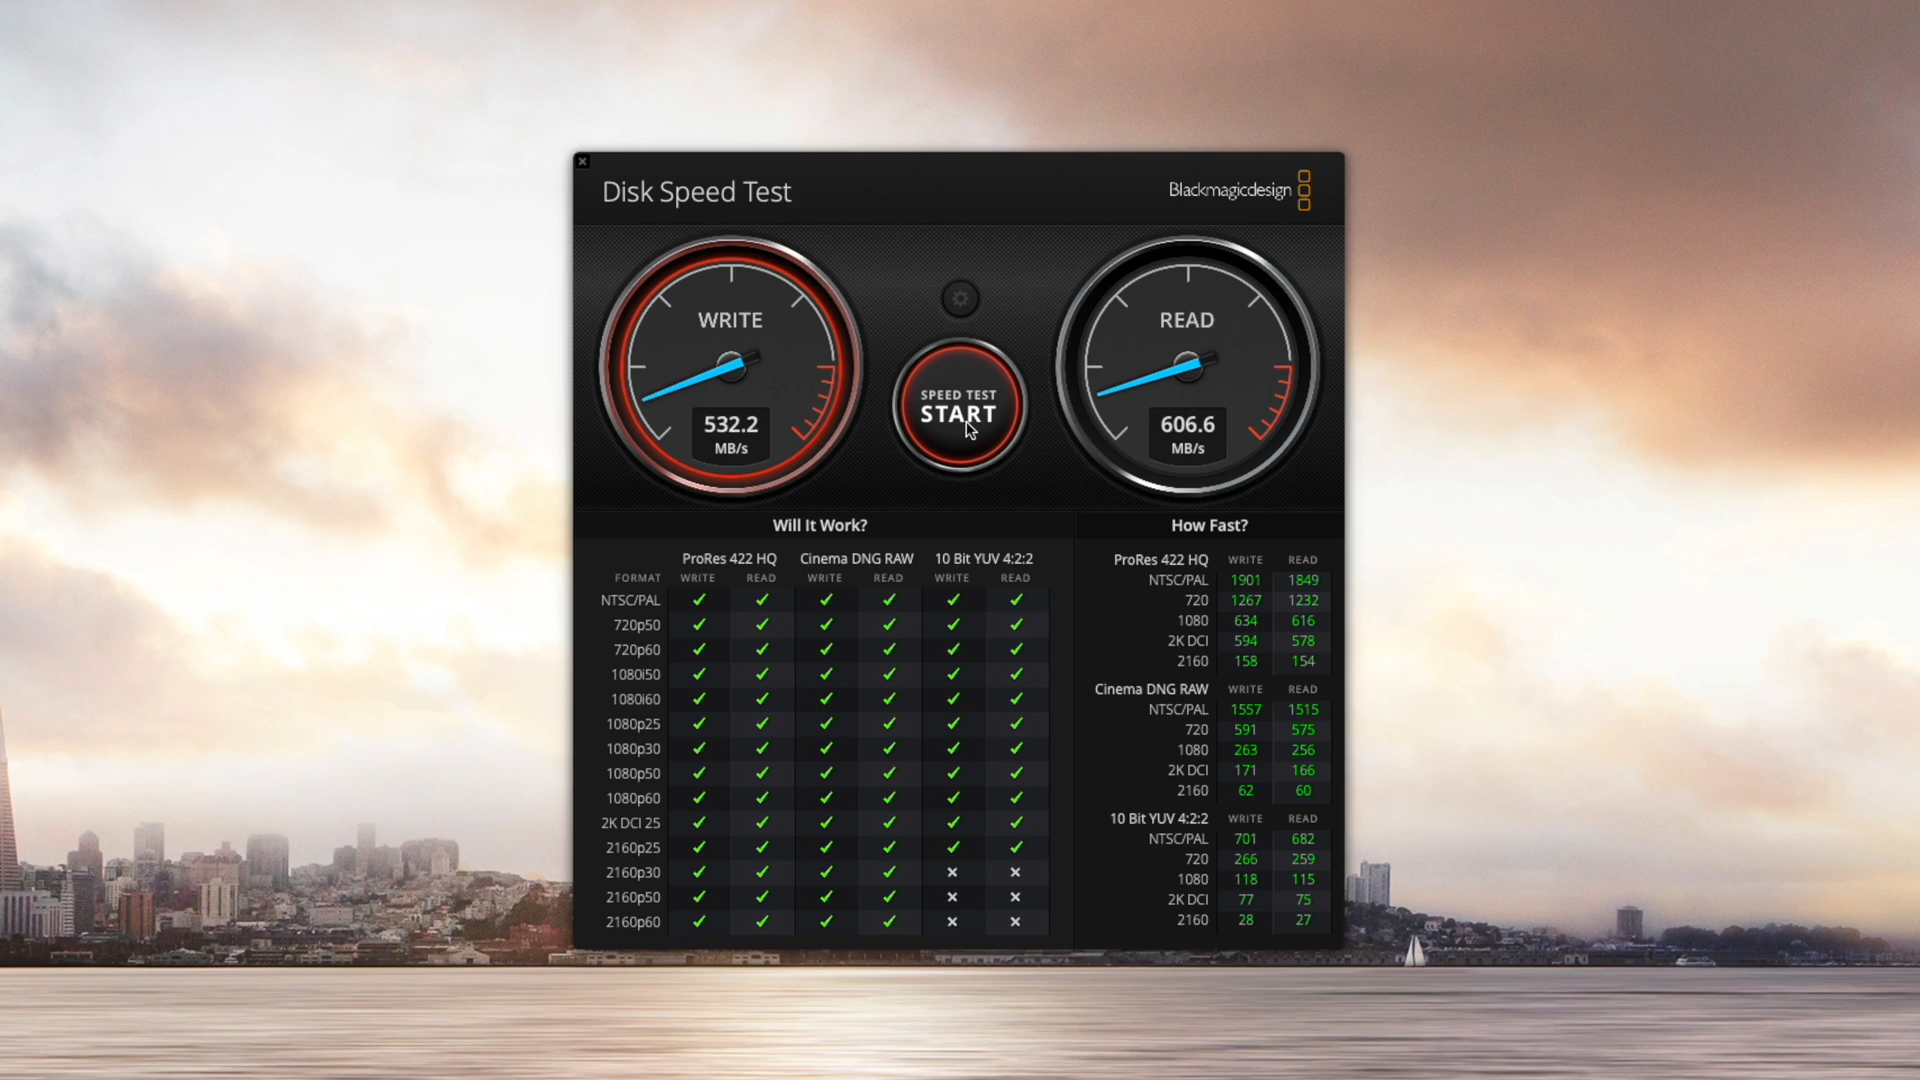 Disk Speed Test
Blackmagicdesign
WRITE
532.2
MB/s
SPEED TEST
START
READ
606.6
MB/s
Will It Work?
ProRes 422 HQ Cinema DNG RAW 10 Bit YUV 4:2:2
FORMAT WRITE READ WRITE READ WRITE READ
NTSC/PAL ✓ ✓ ✓ ✓ ✓ ✓
720p50 ✓ ✓ ✓ ✓ ✓ ✓
720p60 ✓ ✓ ✓ ✓ ✓ ✓
1080i50 ✓ ✓ ✓ ✓ ✓ ✓
1080i60 ✓ ✓ ✓ ✓ ✓ ✓
1080p25 ✓ ✓ ✓ ✓ ✓ ✓
1080p30 ✓ ✓ ✓ ✓ ✓ ✓
1080p50 ✓ ✓ ✓ ✓ ✓ ✓
1080p60 ✓ ✓ ✓ ✓ ✓ ✓
2K DCI 25 ✓ ✓ ✓ ✓ ✓ ✓
2160p25 ✓ ✓ ✓ ✓ ✓ ✓
2160p30 ✓ ✓ ✓ ✓ × ×
2160p50 ✓ ✓ ✓ ✓ × ×
2160p60 ✓ ✓ ✓ ✓ × ×
How Fast?
ProRes 422 HQ WRITE READ
NTSC/PAL 1901 1849
720 1267 1232
1080 634 616
2K DCI 594 578
2160 158 154
Cinema DNG RAW WRITE READ
NTSC/PAL 1557 1515
720 591 575
1080 263 256
2K DCI 171 166
2160 62 60
10 Bit YUV 4:2:2 WRITE READ
NTSC/PAL 701 682
720 266 259
1080 118 115
2K DCI 77 75
2160 28 27